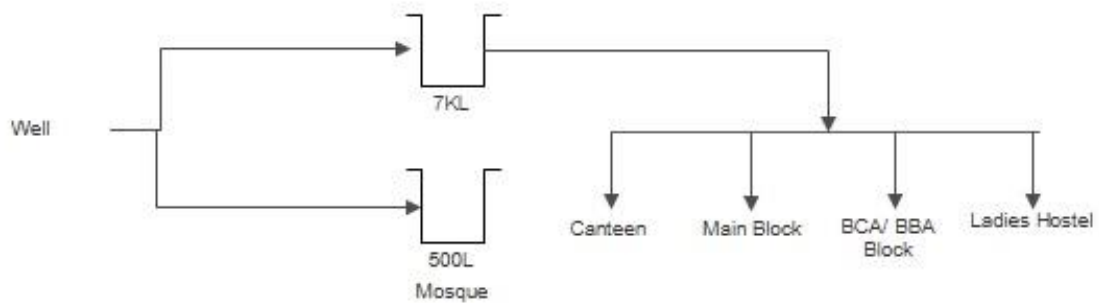 7KL
Well
Canteen
Main Block
BCA/ BBA
Block
Ladies Hostel
500L
Mosque